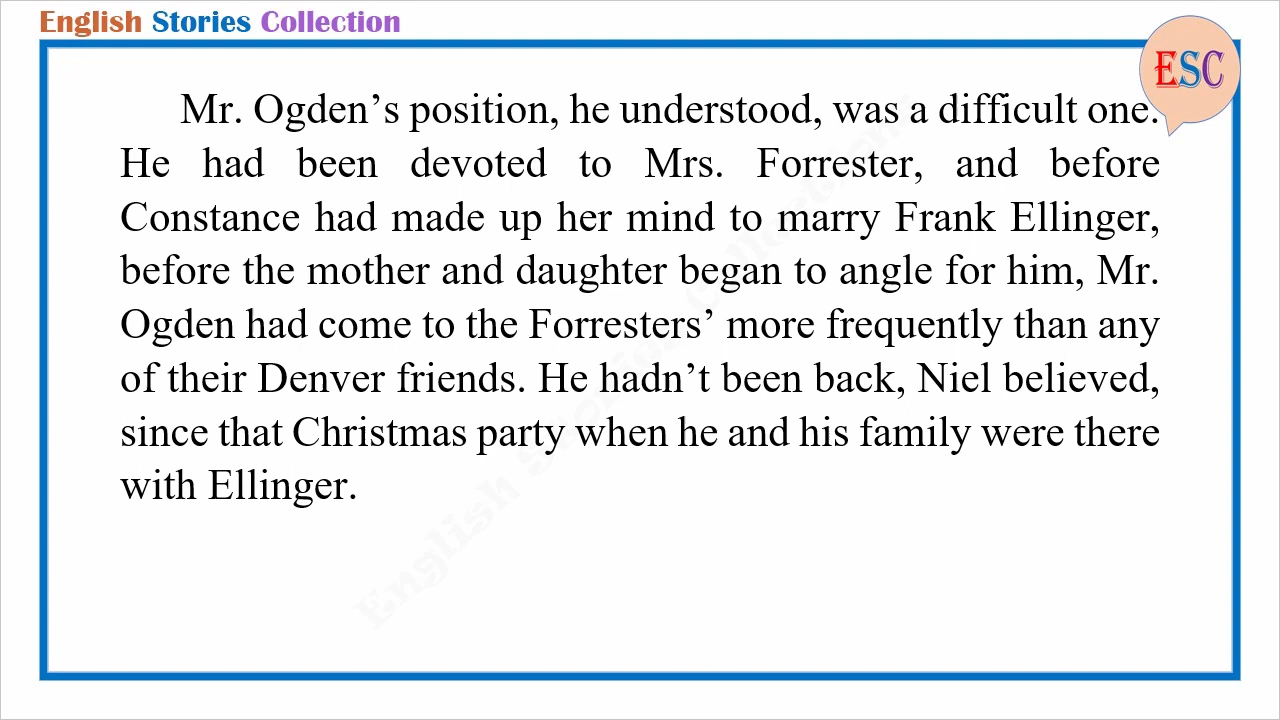 English Stories Collection
ESC
Mr. Ogden’s position, he understood, was a difficult one.
He had been devoted to Mrs. Forrester, and before
Constance had made up her mind to marry Frank Ellinger,
before the mother and daughter began to angle for him, Mr.
Ogden had come to the Forresters’ more frequently than any
of their Denver friends. He hadn’t been back, Niel believed,
since that Christmas party when he and his family were there
with Ellinger.
English Stories Collection